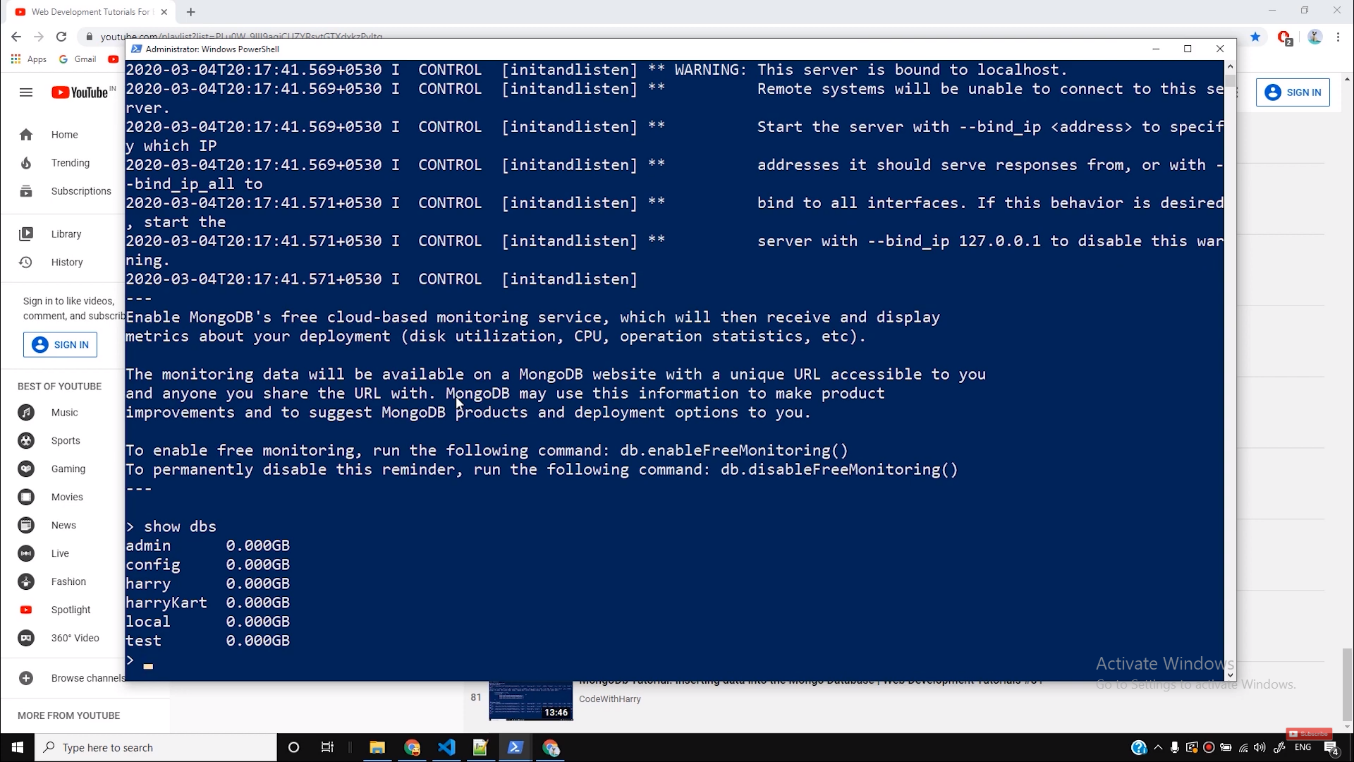 Web Development Tutorials For
Administrator: Windows PowerShell
Apps
Gmail
YouTube IN
SIGN IN
Home
Trending
Subscriptions
Library
History
Sign in to like videos,
comment, and subscrib
SIGN IN
BEST OF YOUTUBE
Music
Sports
Gaming
Movies
News
Live
Fashion
Spotlight
360° Video
Browse channels
MORE FROM YOUTUBE
2020-03-04T20:17:41.569+0530 I  CONTROL  [initandlisten] ** WARNING: This server is bound to localhost.
2020-03-04T20:17:41.569+0530 I  CONTROL  [initandlisten] **          Remote systems will be unable to connect to this se
rver.
2020-03-04T20:17:41.569+0530 I  CONTROL  [initandlisten] **          Start the server with --bind_ip <address> to specif
y which IP
2020-03-04T20:17:41.569+0530 I  CONTROL  [initandlisten] **          addresses it should serve responses from, or with -
-bind_ip_all to
2020-03-04T20:17:41.571+0530 I  CONTROL  [initandlisten] **          bind to all interfaces. If this behavior is desired
, start the
2020-03-04T20:17:41.571+0530 I  CONTROL  [initandlisten] **          server with --bind_ip 127.0.0.1 to disable this war
ning.
2020-03-04T20:17:41.571+0530 I  CONTROL  [initandlisten]
---
Enable MongoDB's free cloud-based monitoring service, which will then receive and display
metrics about your deployment (disk utilization, CPU, operation statistics, etc).
The monitoring data will be available on a MongoDB website with a unique URL accessible to you
and anyone you share the URL with. MongoDB may use this information to make product
improvements and to suggest MongoDB products and deployment options to you.
To enable free monitoring, run the following command: db.enableFreeMonitoring()
To permanently disable this reminder, run the following command: db.disableFreeMonitoring()
---
> show dbs
admin      0.000GB
config     0.000GB
harry      0.000GB
harryKart  0.000GB
local      0.000GB
test       0.000GB
>
Activate Windows
Go to Settings to activate Windows.
81
13:46
CodeWithHarry
Subscribe
Type here to search
ENG
4